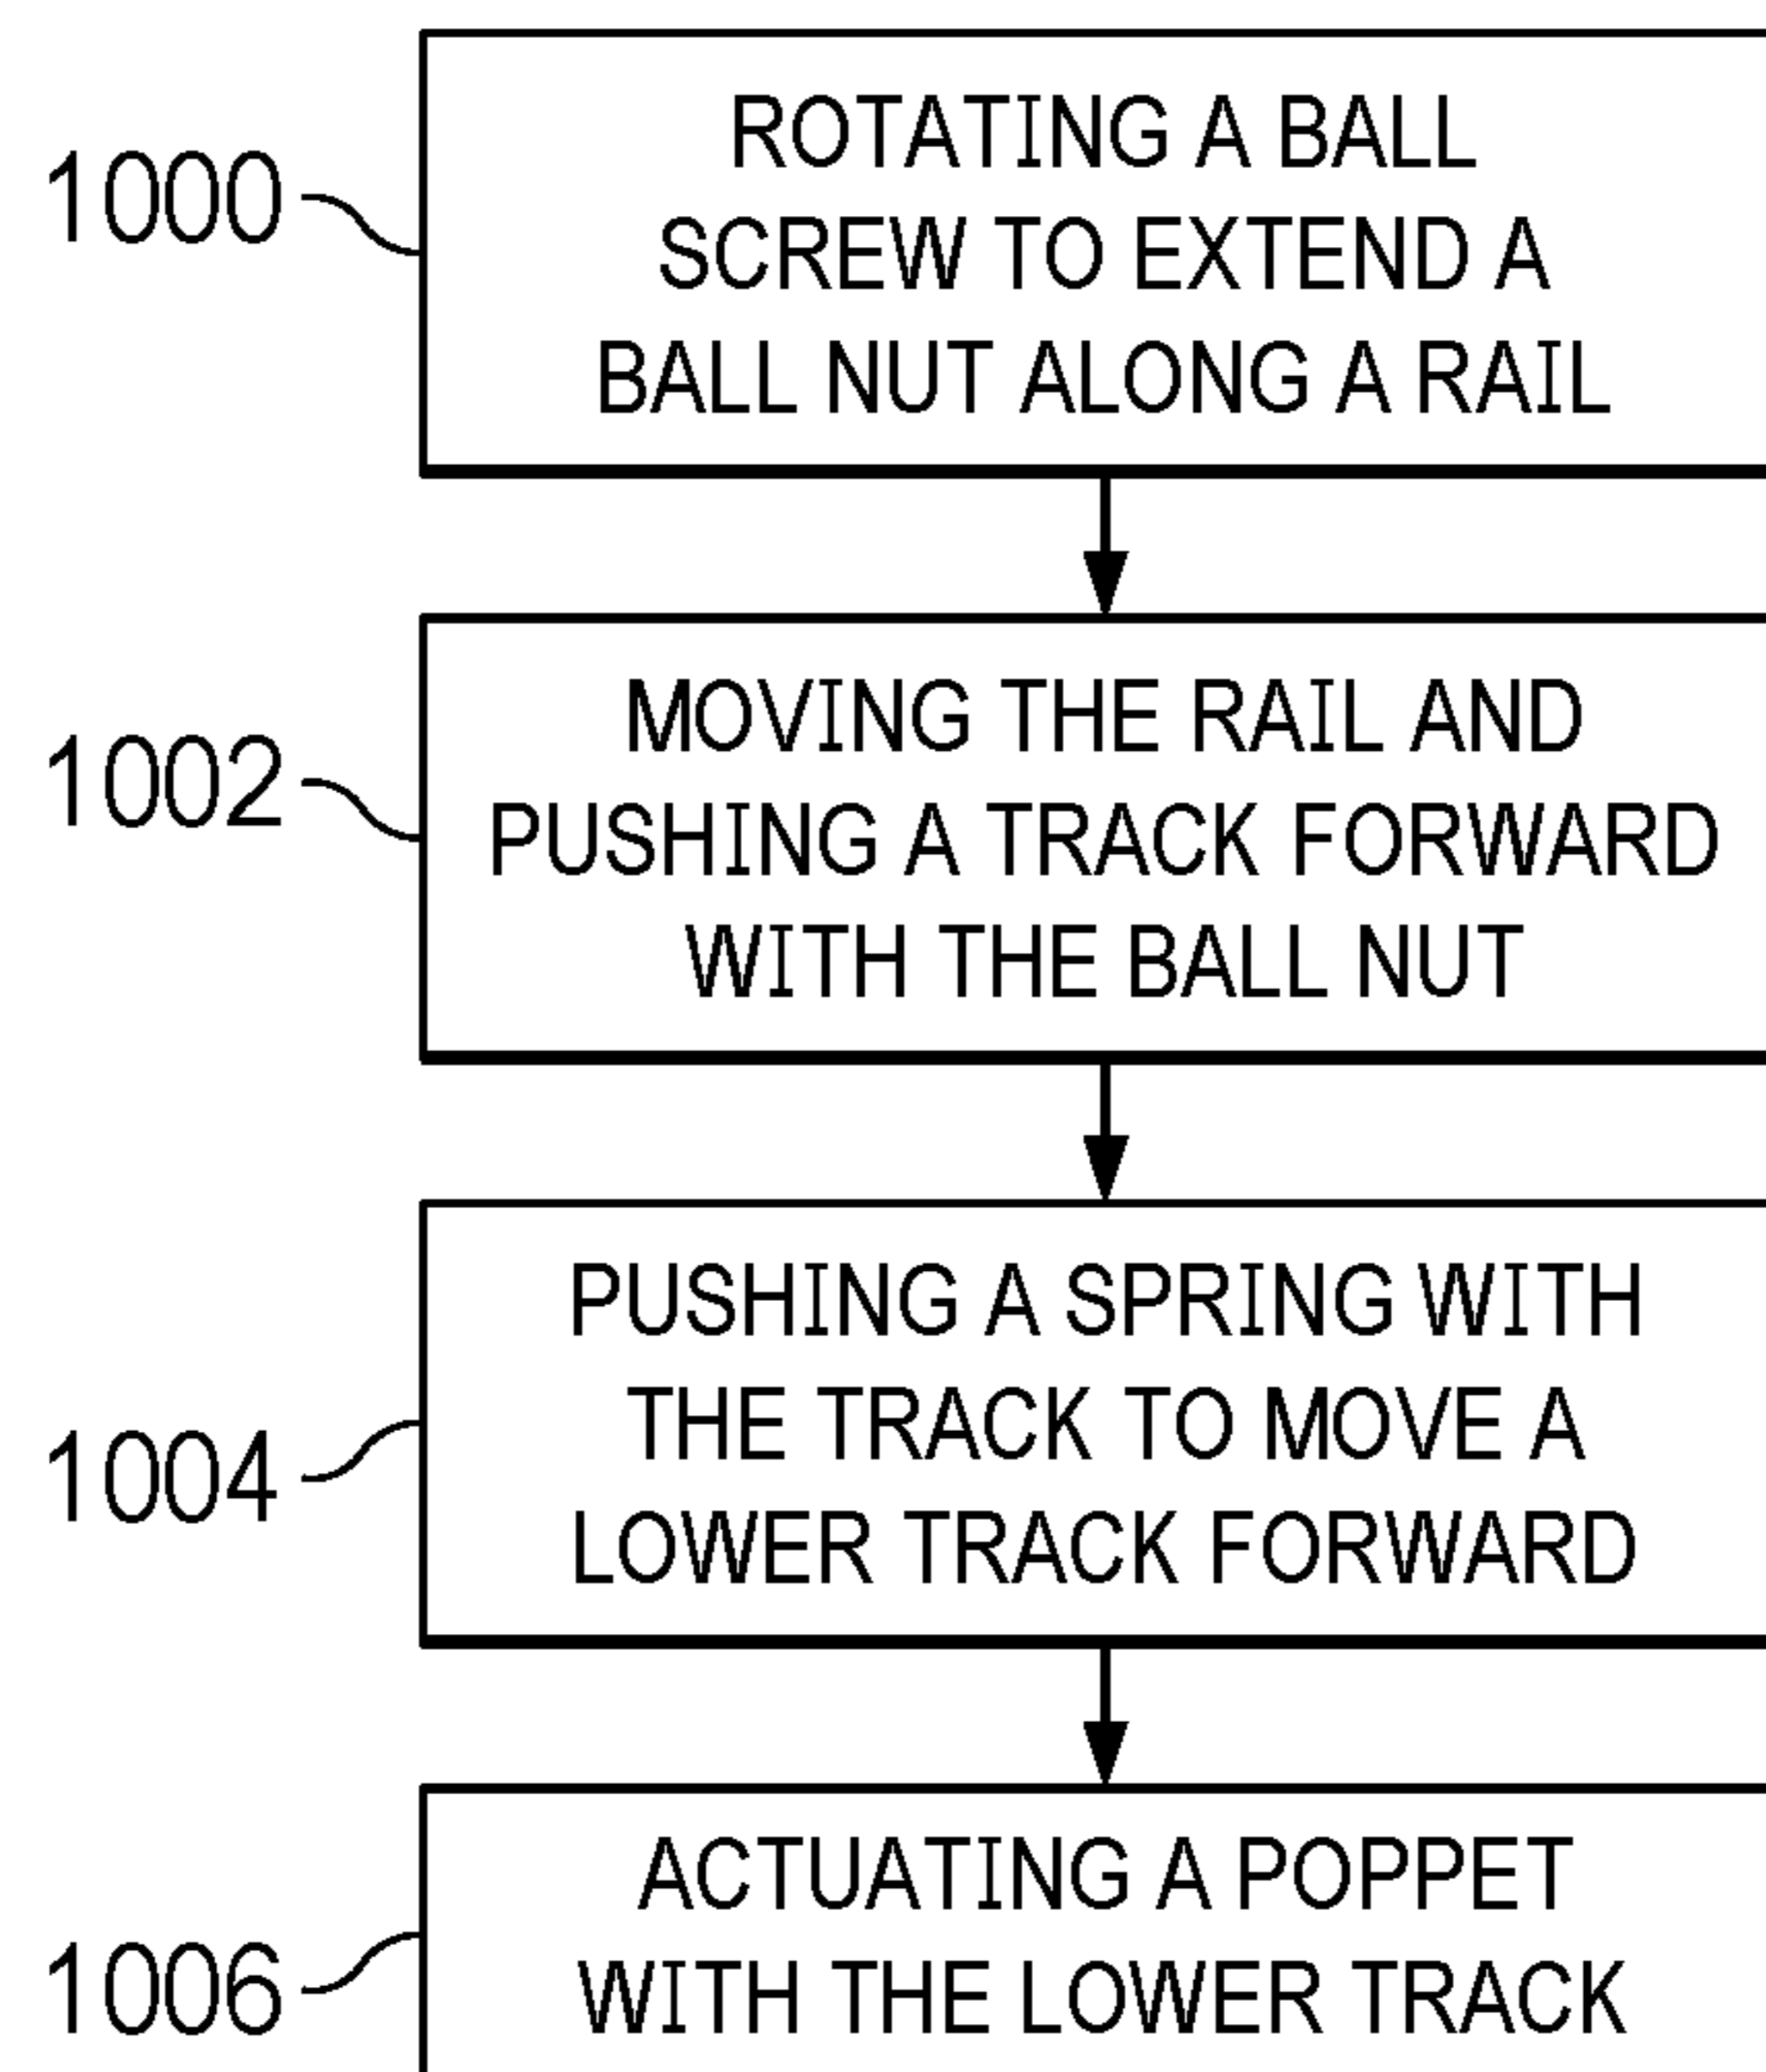 1000
ROTATING A BALL
SCREW TO EXTEND A
BALL NUT ALONG A RAIL
1002
MOVING THE RAIL AND
PUSHING A TRACK FORWARD
WITH THE BALL NUT
1004
PUSHING A SPRING WITH
THE TRACK TO MOVE A
LOWER TRACK FORWARD
1006
ACTUATING A POPPET
WITH THE LOWER TRACK